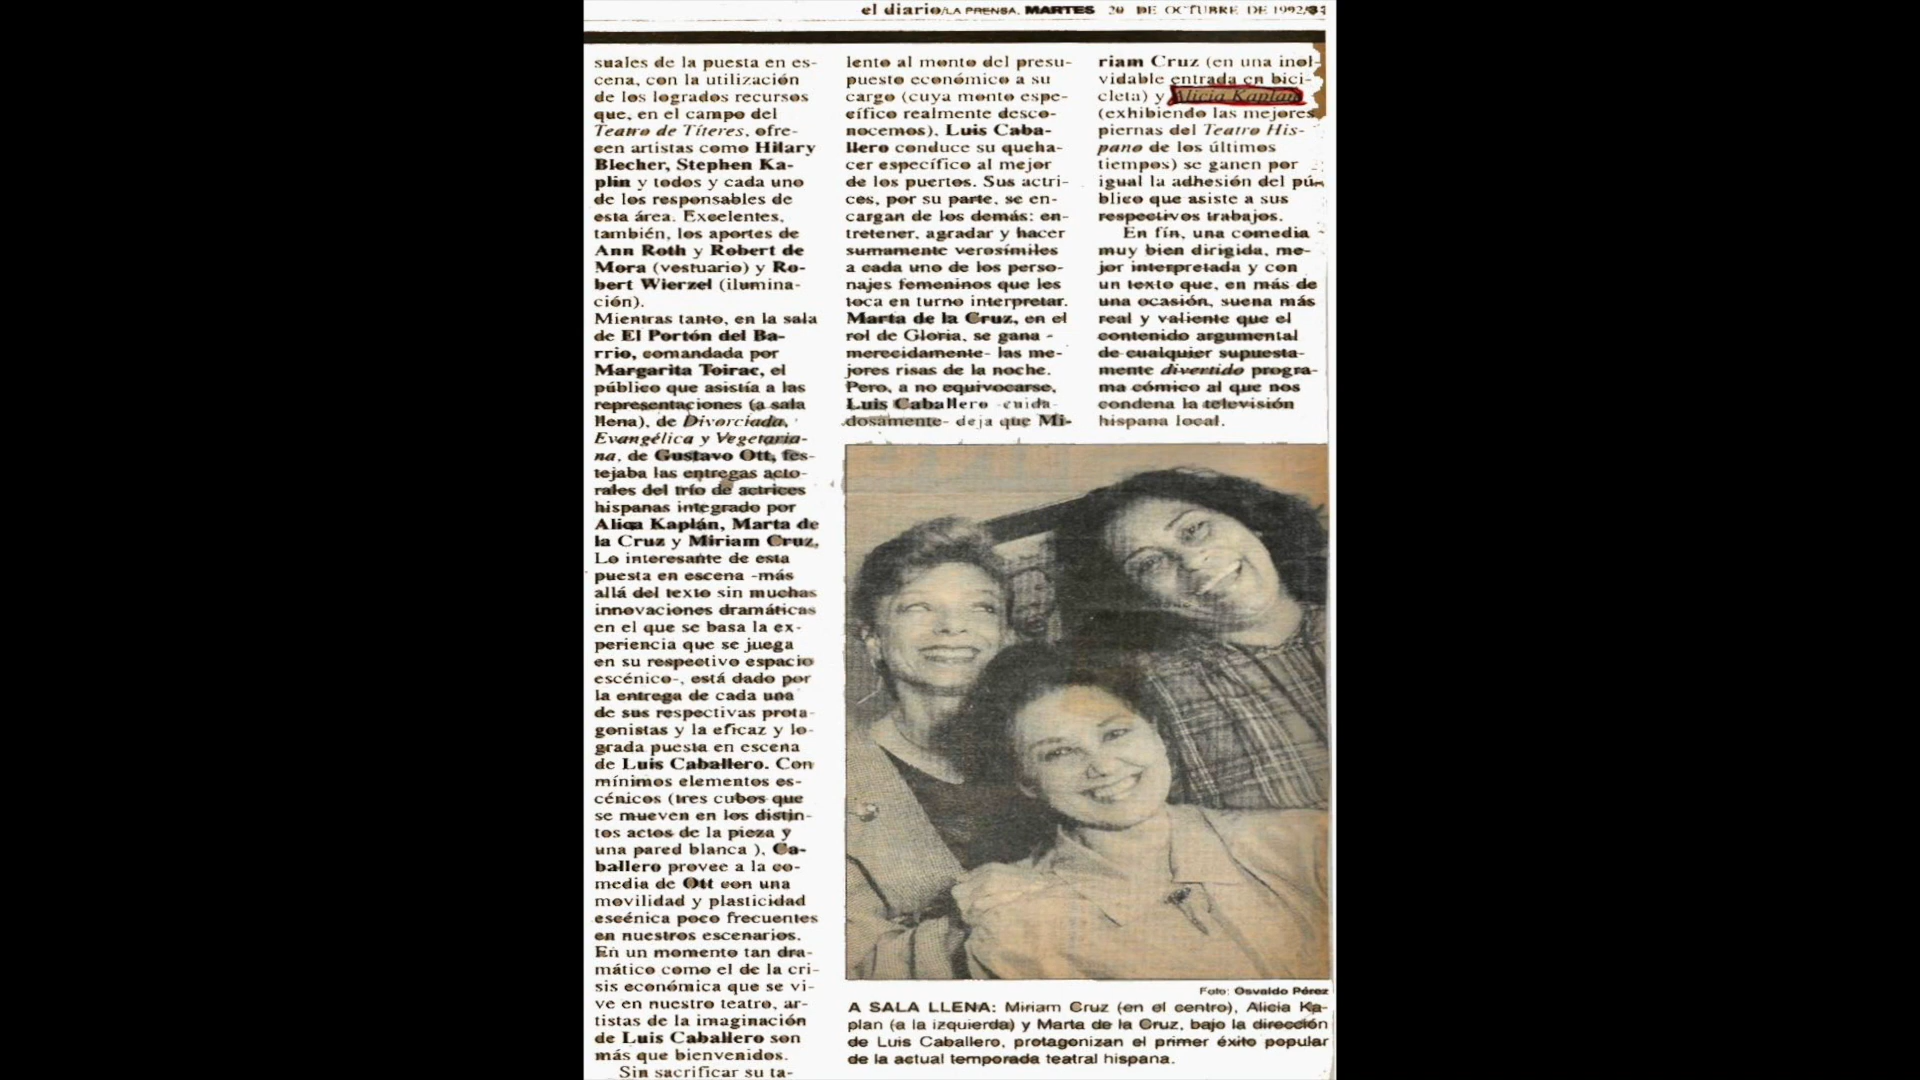 el diario/LA PRENSA, MARTES 20 DE OCTUBRE DE 1992/31
suales de la puesta en es-
cena, con la utilización
de los logrados recursos
que, en el campo del
Teatro de Títeres, ofre-
cen artistas como Hilary
Blecher, Stephen Ka-
plin y todos y cada uno
de los responsables de
esta área. Excelentes,
también, los aportes de
Ann Roth y Robert de
Mora (vestuario) y Ro-
bert Wierzel (ilumina-
ción).
Mientras tanto, en la sala
de El Portón del Ba-
rrio, comandada por
Margarita Toirac, el
público que asistía a las
representaciones (a sala
llena), de Divorciada,
Evangélica y Vegetaria-
na, de Gustavo Ott, fes-
tejaba las entregas acto-
rales del trío de actrices
hispanas integrado por
Alica Kaplán, Marta de
la Cruz y Miriam Cruz.
Lo interesante de esta
puesta en escena -más
allá del texto sin muchas
innovaciones dramáticas
en el que se basa la ex-
periencia que se juega
en su respectivo espacio
escénico-, está dado por
la entrega de cada una
de sus respectivas prota-
gonistas y la eficaz y lo-
grada puesta en escena
de Luis Caballero. Con
mínimos elementos es-
cénicos (tres cubos que
se mueven en los distin-
tos actos de la pieza y
una pared blanca ), Ca-
ballero provee a la co-
media de Ott con una
movilidad y plasticidad
escénica poco frecuentes
en nuestros escenarios.
En un momento tan dra-
mático como el de la cri-
sis económica que se vi-
ve en nuestro teatro, ar-
tistas de la imaginación
de Luis Caballero son
más que bienvenidos.
Sin sacrificar su ta-
lento al monto del presu-
puesto económico a su
cargo (cuya monto espe-
cífico realmente desco-
nocemos), Luis Caba-
llero conduce su queha-
cer específico al mejor
de los puertos. Sus actri-
ces, por su parte, se en-
cargan de los demás: en-
tretener, agradar y hacer
sumamente verosímiles
a cada uno de los perso-
najes femeninos que les
toca en turno interpretar.
Marta de la Cruz, en el
rol de Gloria, se gana -
merecidamente- las me-
jores risas de la noche.
Pero, a no equivocarse,
Luis Caballero -cuida-
dosamente- deja que Mi-
riam Cruz (en una inol-
vidable entrada en bici-
cleta) y Alicia Kaplan
(exhibiendo las mejores
piernas del Teatro His-
pano de los últimos
tiempos) se ganen por
igual la adhesión del pú-
blico que asiste a sus
respectivos trabajos.
En fín, una comedia
muy bien dirigida, me-
jor interpretada y con
un texto que, en más de
una ocasión, suena más
real y valiente que el
contenido argumental
de cualquier supuesta-
mente divertido progra-
ma cómico al que nos
condena la televisión
hispana local.
Foto: Osvaldo Pérez
A SALA LLENA: Miriam Cruz (en el centro), Alicia Ka-
plan (a la izquierda) y Marta de la Cruz, bajo la dirección
de Luis Caballero, protagonizan el primer éxito popular
de la actual temporada teatral hispana.